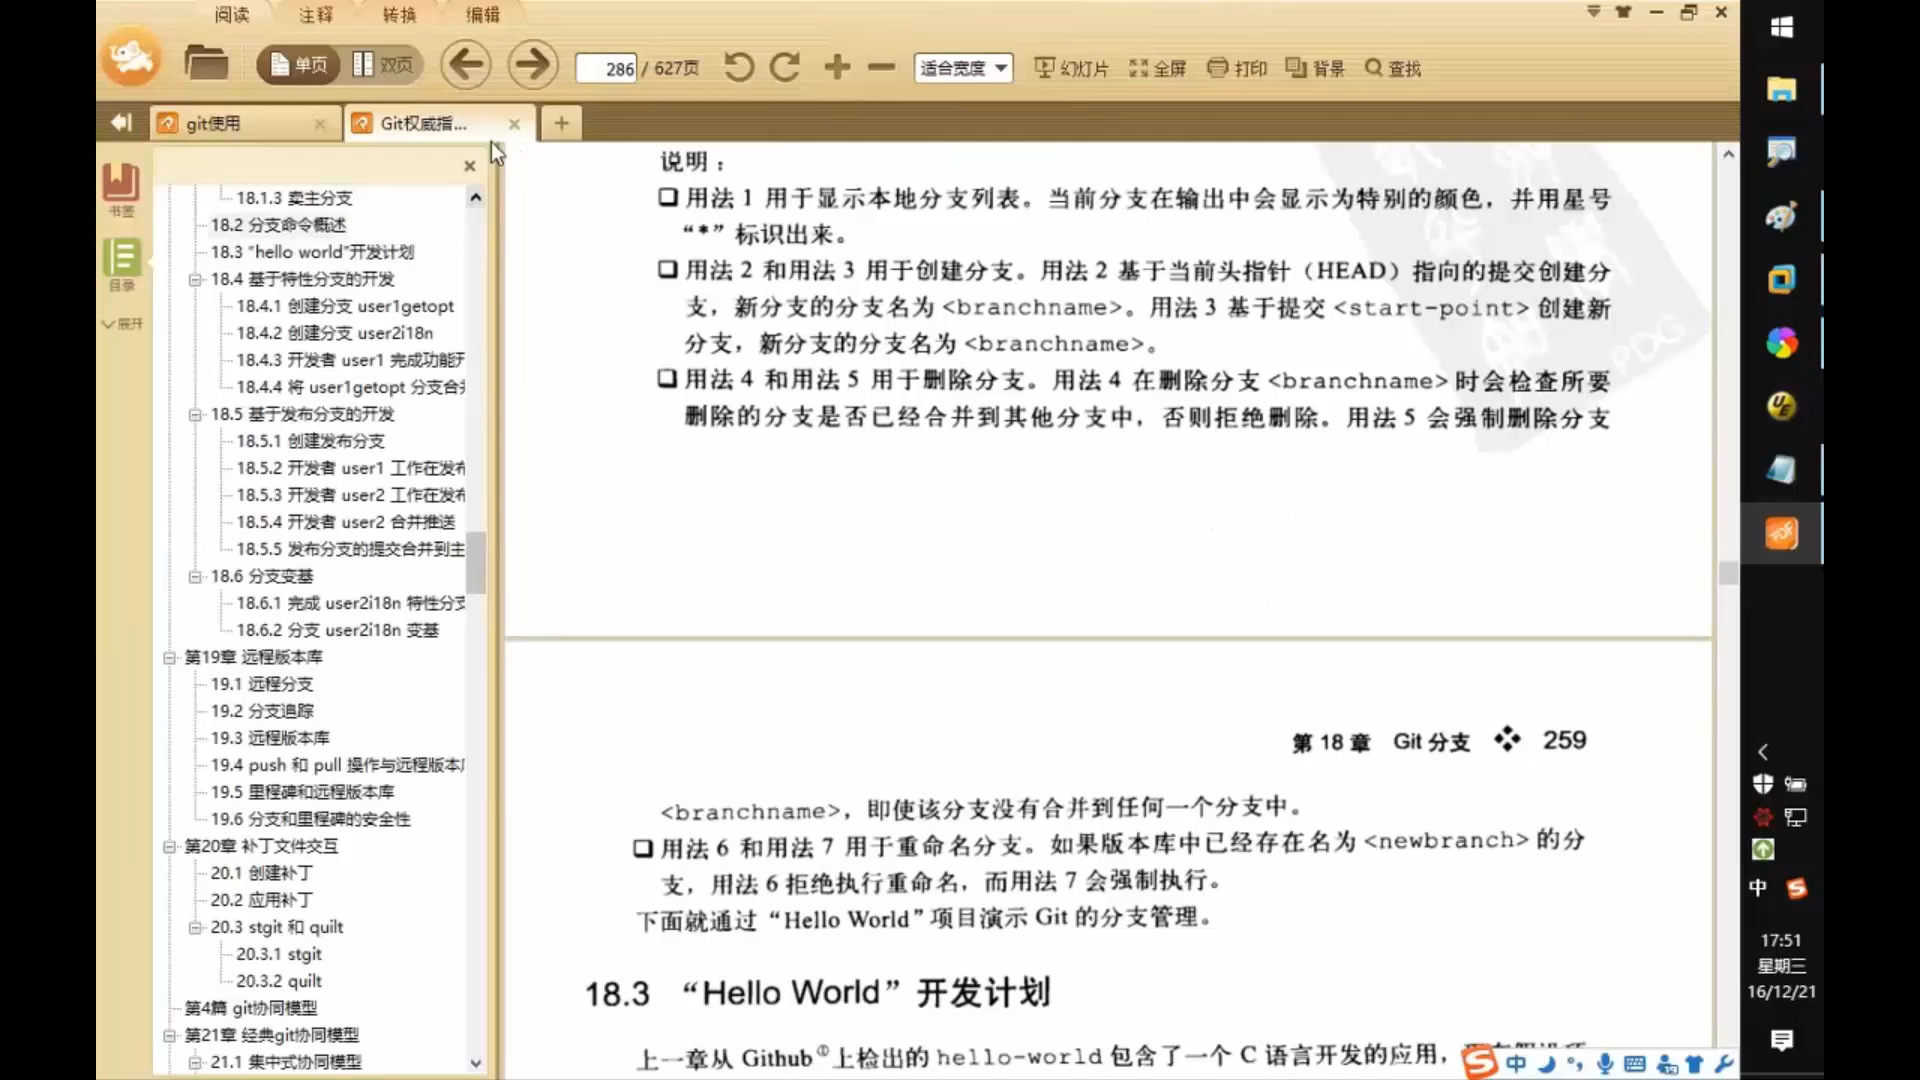 阅读 注释 转换 编辑
单页 双页 286 / 627页 适合宽度 幻灯片 全屏 打印 背景 查找
git使用 Git权威指...
书签
目录
展开
18.1.3 卖主分支
18.2 分支命令概述
18.3 "hello world"开发计划
18.4 基于特性分支的开发
18.4.1 创建分支 user1getopt
18.4.2 创建分支 user2i18n
18.4.3 开发者 user1 完成功能开
18.4.4 将 user1getopt 分支合并
18.5 基于发布分支的开发
18.5.1 创建发布分支
18.5.2 开发者 user1 工作在发布
18.5.3 开发者 user2 工作在发布
18.5.4 开发者 user2 合并推送
18.5.5 发布分支的提交合并到主
18.6 分支变基
18.6.1 完成 user2i18n 特性分支
18.6.2 分支 user2i18n 变基
第19章 远程版本库
19.1 远程分支
19.2 分支追踪
19.3 远程版本库
19.4 push 和 pull 操作与远程版本库
19.5 里程碑和远程版本库
19.6 分支和里程碑的安全性
第20章 补丁文件交互
20.1 创建补丁
20.2 应用补丁
20.3 stgit 和 quilt
20.3.1 stgit
20.3.2 quilt
第4篇 git协同模型
第21章 经典git协同模型
21.1 集中式协同模型
说明：
❏ 用法 1 用于显示本地分支列表。当前分支在输出中会显示为特别的颜色，并用星号
“*” 标识出来。
❏ 用法 2 和用法 3 用于创建分支。用法 2 基于当前头指针（HEAD）指向的提交创建分
支，新分支的分支名为 <branchname>。用法 3 基于提交 <start-point> 创建新
分支，新分支的分支名为 <branchname>。
❏ 用法 4 和用法 5 用于删除分支。用法 4 在删除分支 <branchname> 时会检查所要
删除的分支是否已经合并到其他分支中，否则拒绝删除。用法 5 会强制删除分支
PDG
第 18 章 Git 分支 ❖ 259
<branchname>，即使该分支没有合并到任何一个分支中。
❏ 用法 6 和用法 7 用于重命名分支。如果版本库中已经存在名为 <newbranch> 的分
支，用法 6 拒绝执行重命名，而用法 7 会强制执行。
下面就通过 “Hello World” 项目演示 Git 的分支管理。
18.3 “Hello World” 开发计划
上一章从 Github①上检出的 hello-world 包含了一个 C 语言开发的应用，
中
中
17:51
星期三
16/12/21